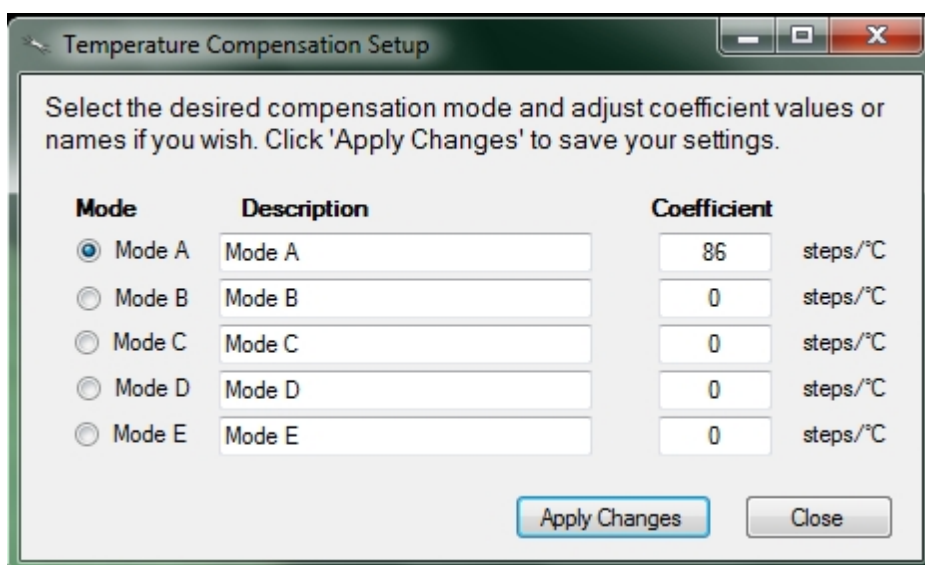 Temperature Compensation Setup
Select the desired compensation mode and adjust coefficient values or
names if you wish. Click 'Apply Changes' to save your settings.
Mode Description Coefficient
Mode A Mode A 86 steps/°C
Mode B Mode B 0 steps/°C
Mode C Mode C 0 steps/°C
Mode D Mode D 0 steps/°C
Mode E Mode E 0 steps/°C
Apply Changes Close